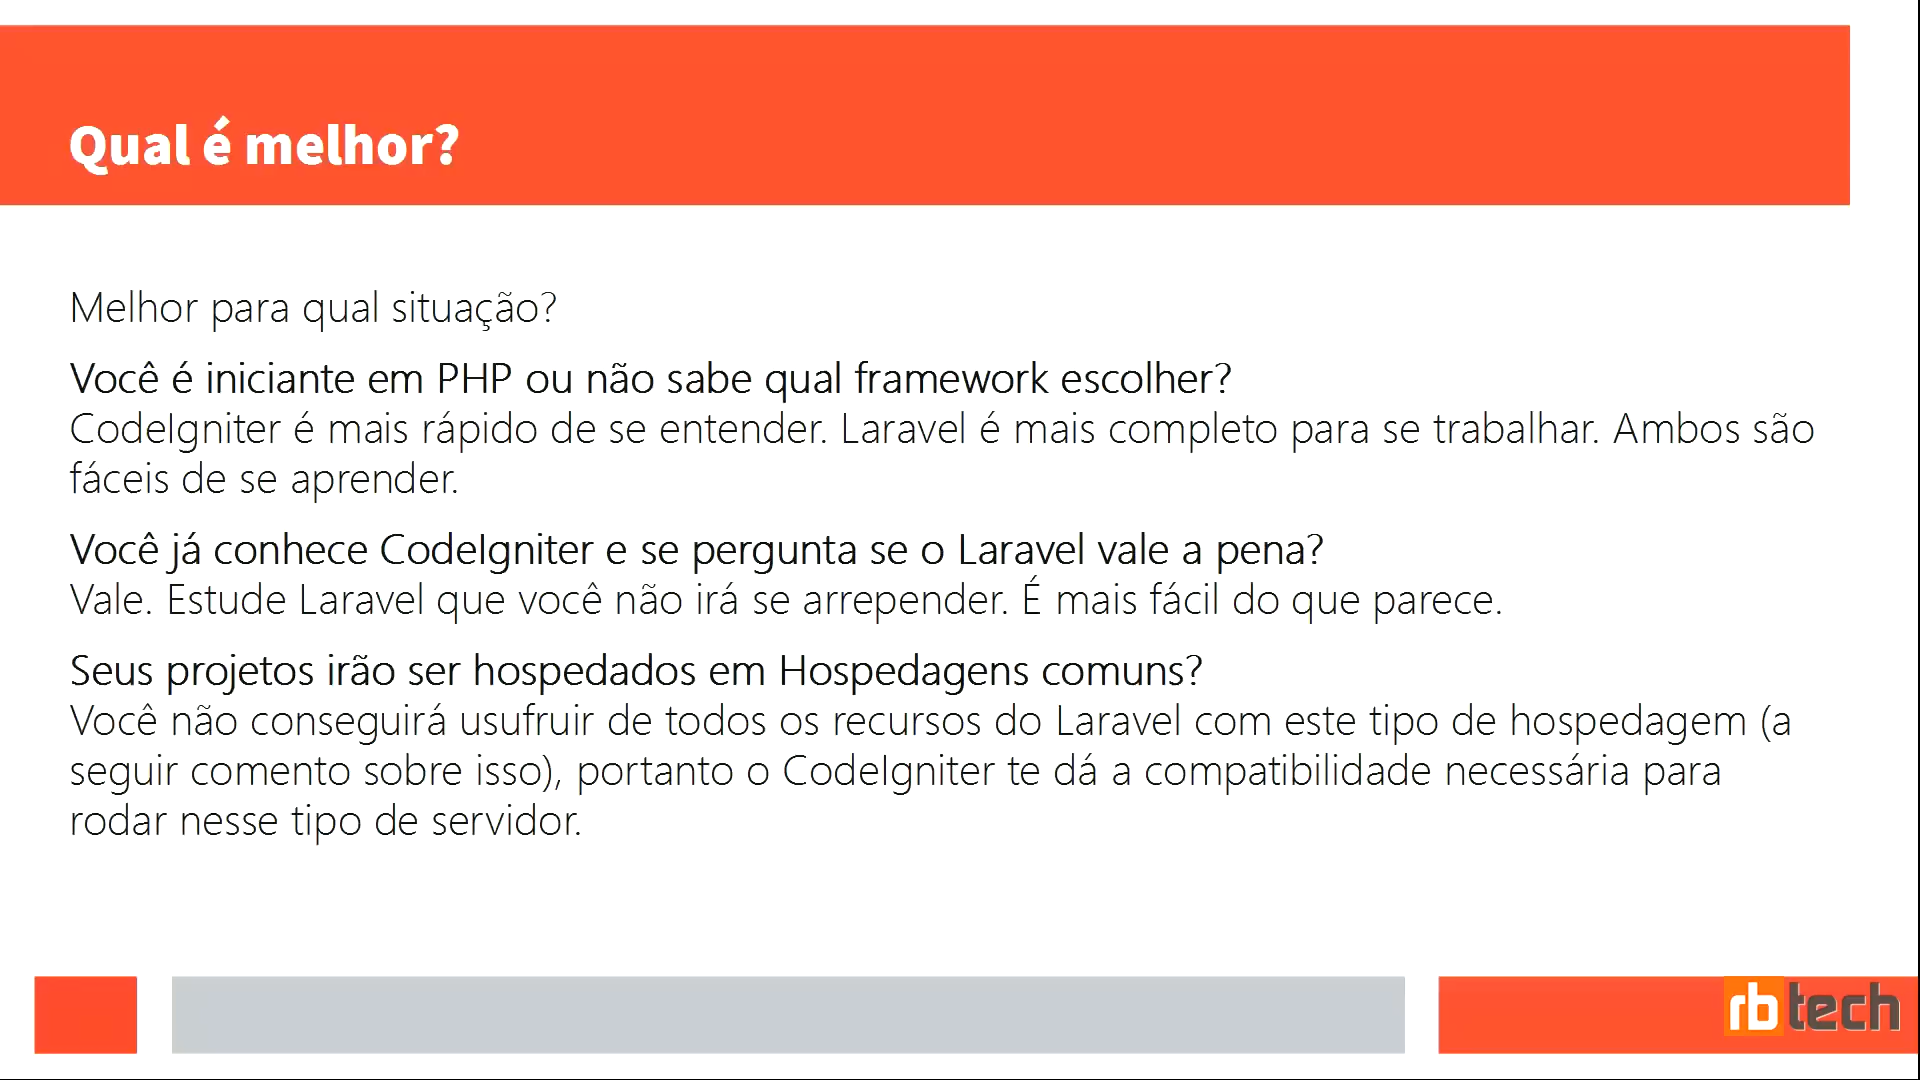 Qual é melhor?
Melhor para qual situação?
Você é iniciante em PHP ou não sabe qual framework escolher?
CodeIgniter é mais rápido de se entender. Laravel é mais completo para se trabalhar. Ambos são
fáceis de se aprender.
Você já conhece CodeIgniter e se pergunta se o Laravel vale a pena?
Vale. Estude Laravel que você não irá se arrepender. É mais fácil do que parece.
Seus projetos irão ser hospedados em Hospedagens comuns?
Você não conseguirá usufruir de todos os recursos do Laravel com este tipo de hospedagem (a
seguir comento sobre isso), portanto o CodeIgniter te dá a compatibilidade necessária para
rodar nesse tipo de servidor.
rbtech